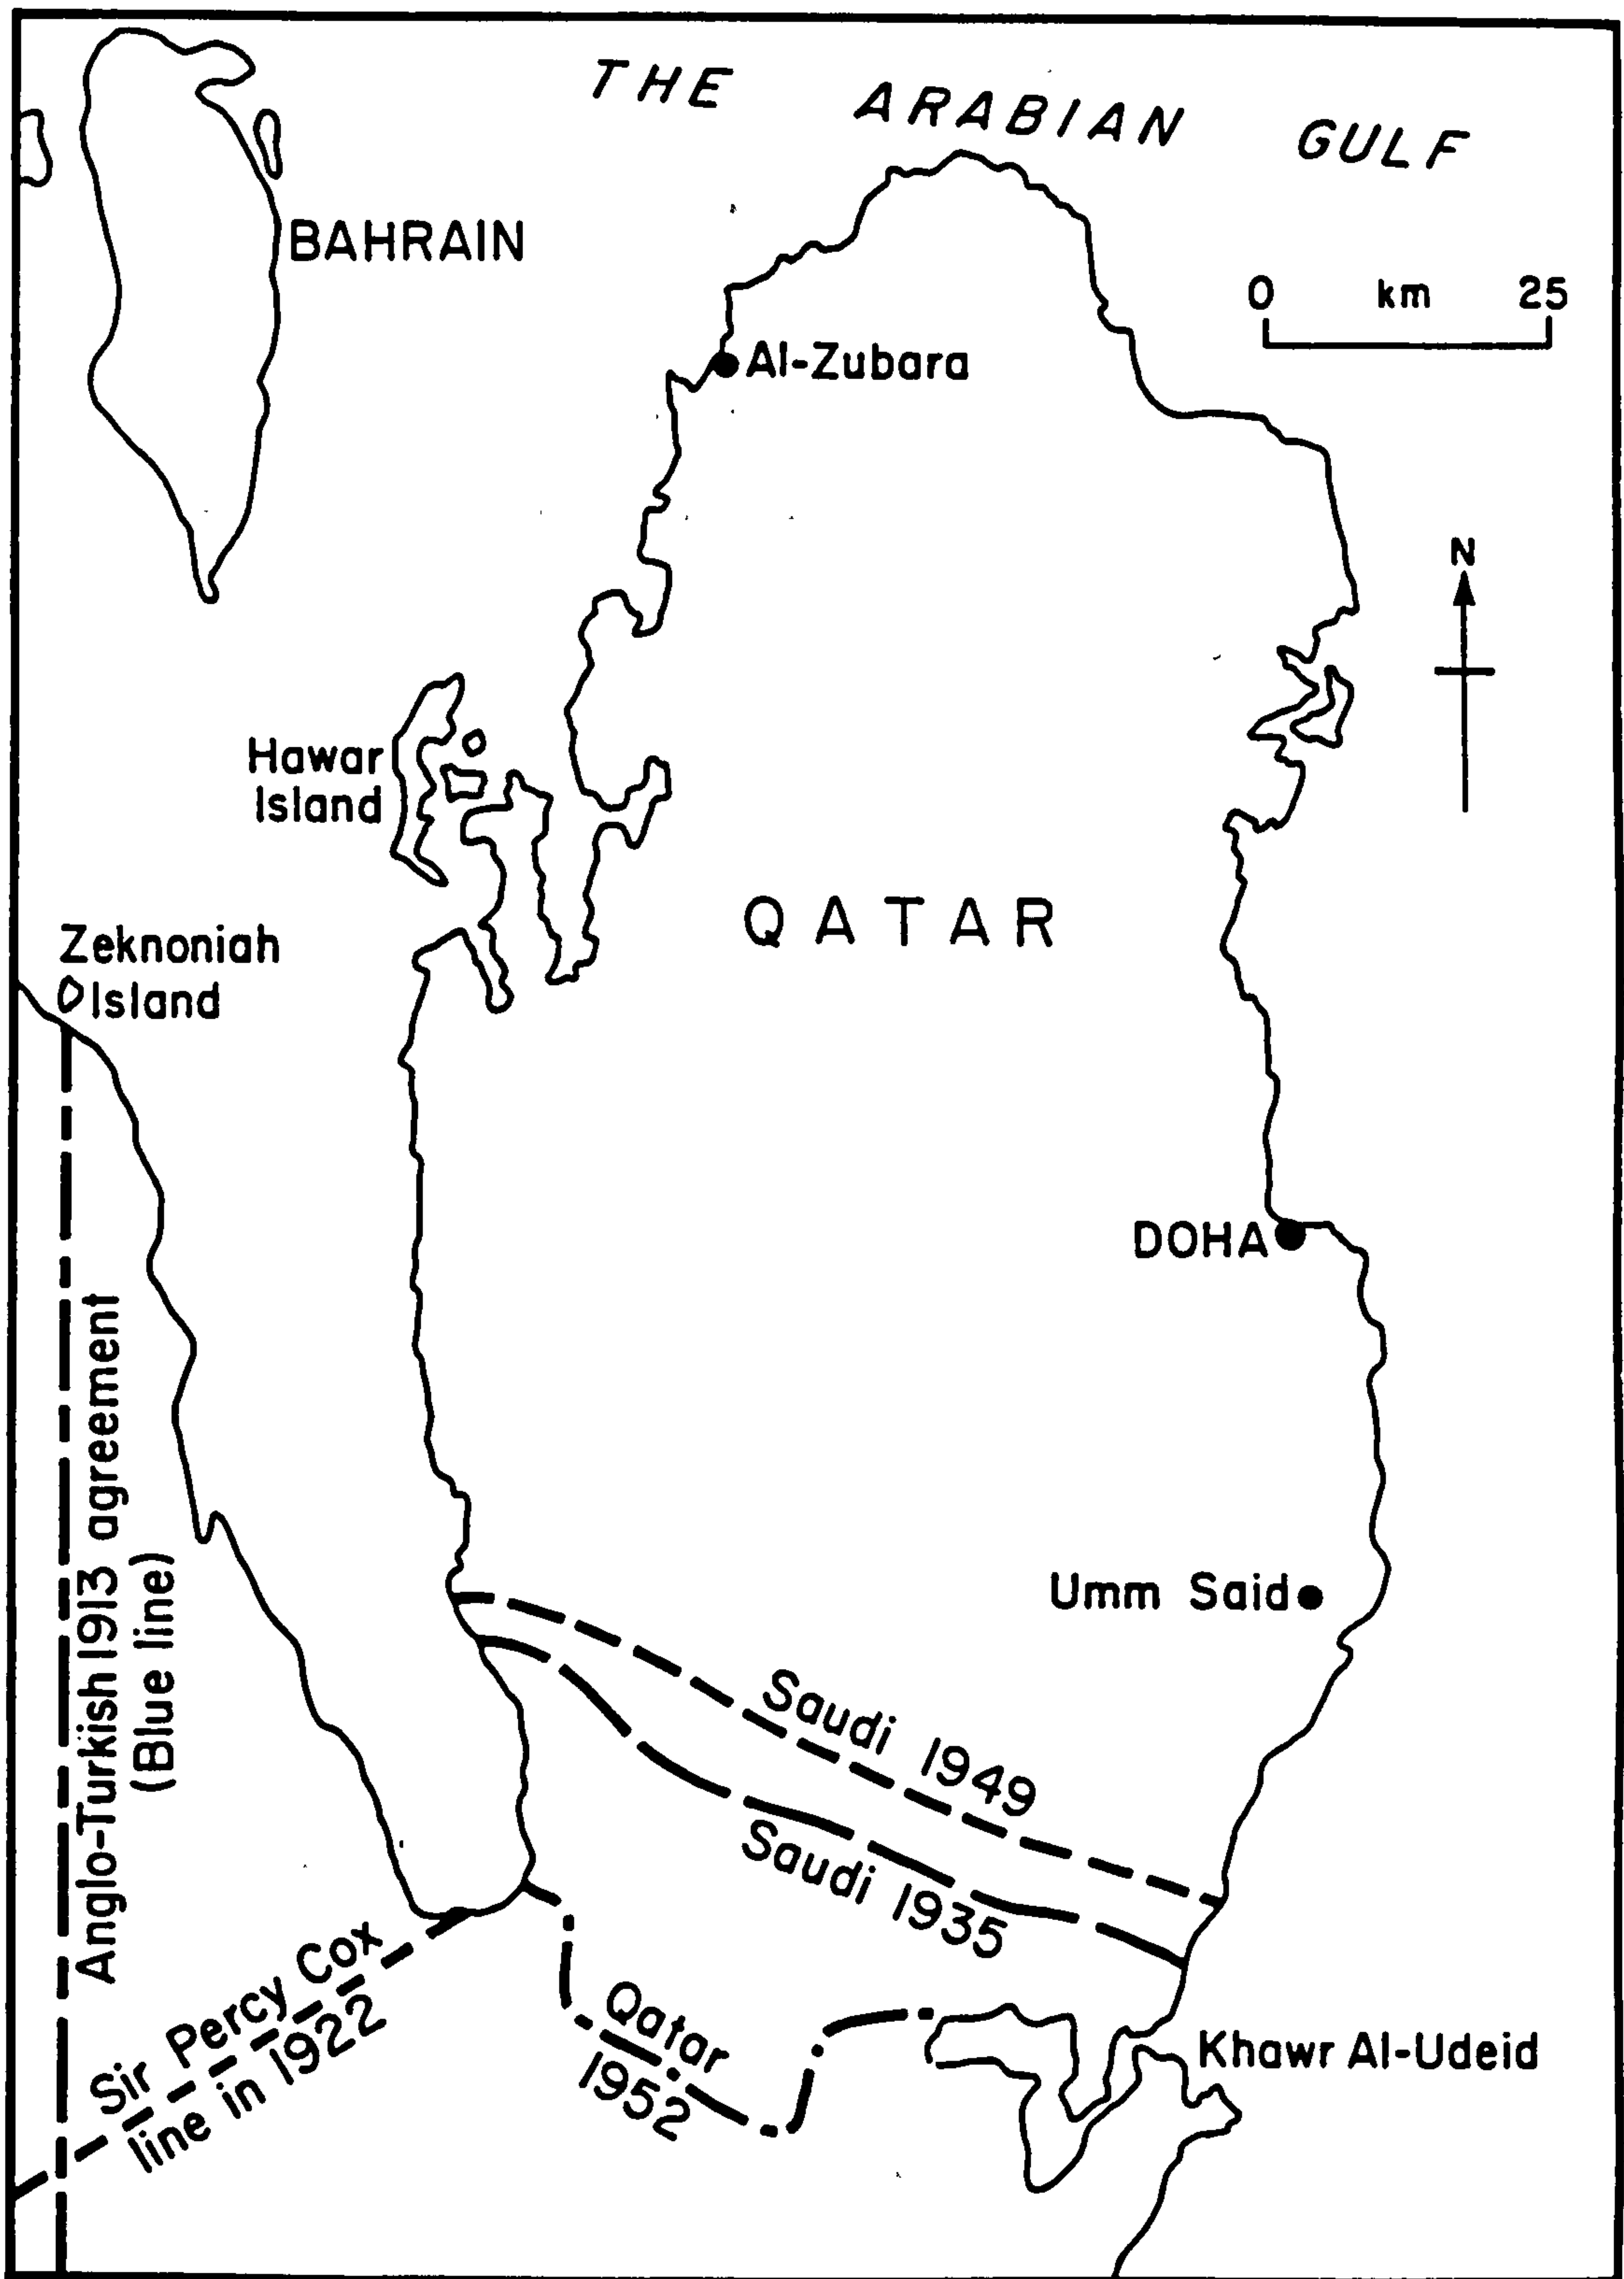 THE ARABIAN GULF
BAHRAIN
0 km 25
Al-Zubara
N
Hawar
Island
QATAR
Zeknoniah
Island
DOHA
Anglo-Turkish 1913 agreement
(Blue line)
Umm Said
Saudi 1949
Saudi 1935
Sir Percy Cox
line in 1922
Qatar
1952
Khawr Al-Udeid